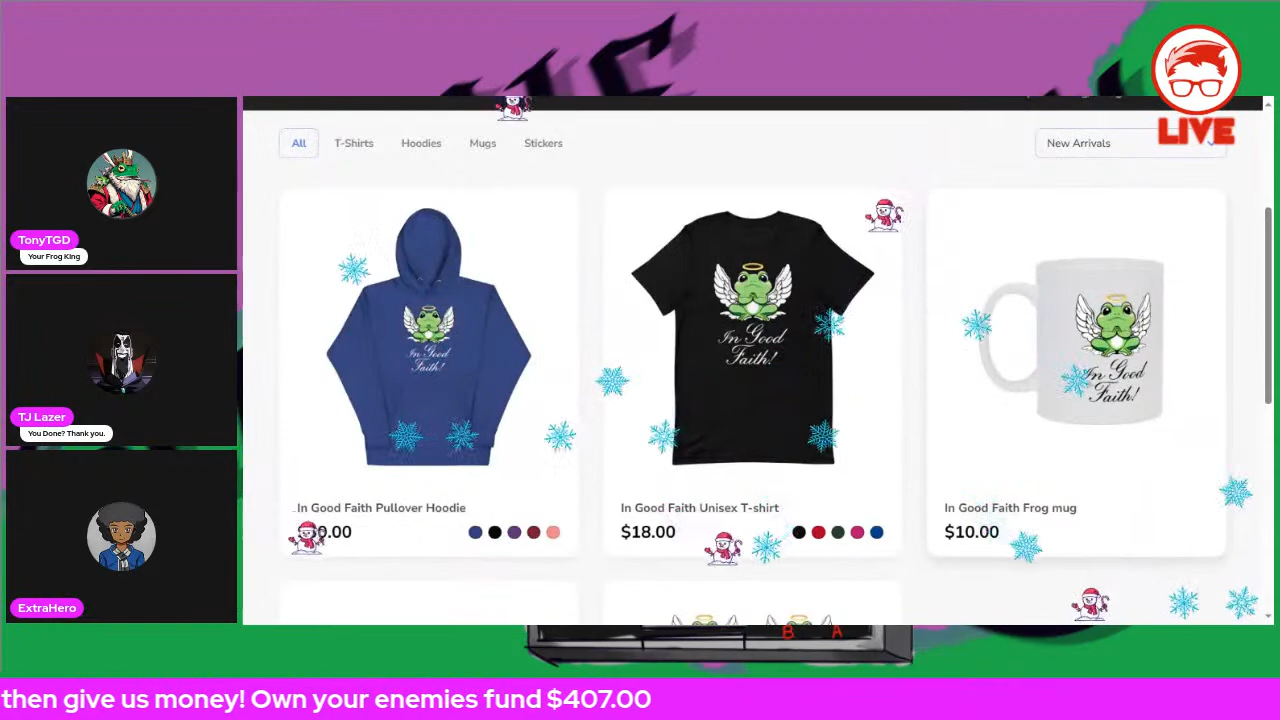 LIVE
All
T-Shirts
Hoodies
Mugs
Stickers
New Arrivals
TonyTGD
Your Frog King
TJ Lazer
You Done? Thank you.
ExtraHero
In Good
Faith!
In Good
Faith!
In Good
Faith!
In Good Faith Pullover Hoodie
0.00
In Good Faith Unisex T-shirt
$18.00
In Good Faith Frog mug
$10.00
B A
then give us money! Own your enemies fund $407.00